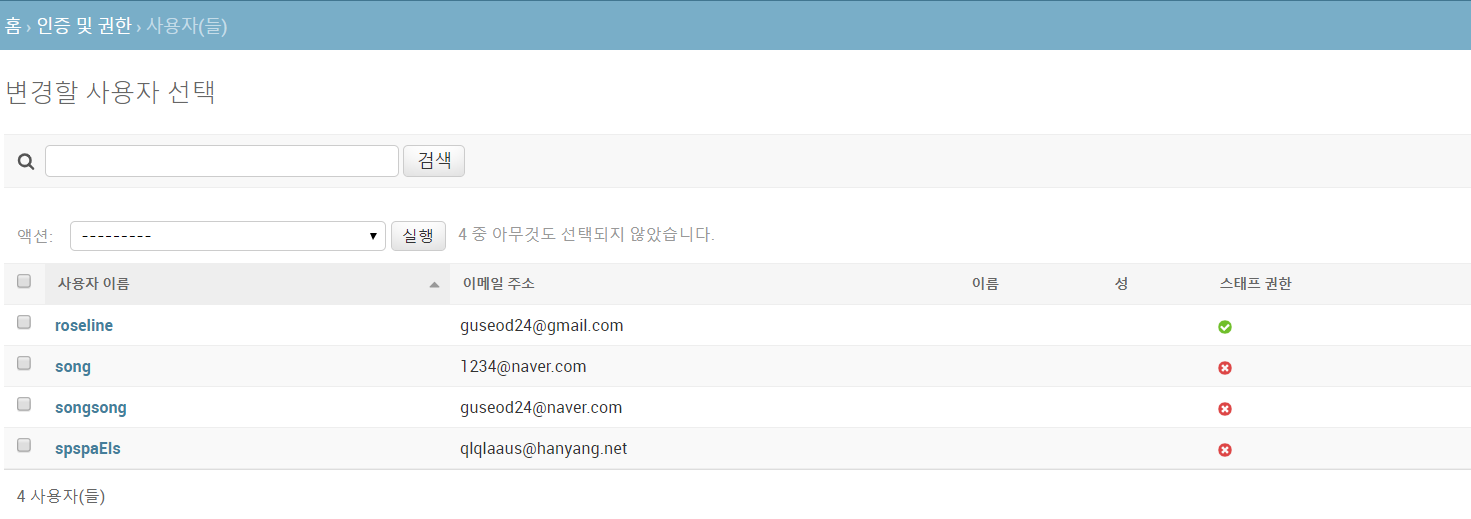 홈 › 인증 및 권한 › 사용자(들)
변경할 사용자 선택
검색
액션: --------- 실행 4 중 아무것도 선택되지 않았습니다.
사용자 이름 이메일 주소 이름 성 스태프 권한
roseline guseod24@gmail.com
song 1234@naver.com
songsong guseod24@naver.com
spspaEls qlqlaaus@hanyang.net
4 사용자(들)